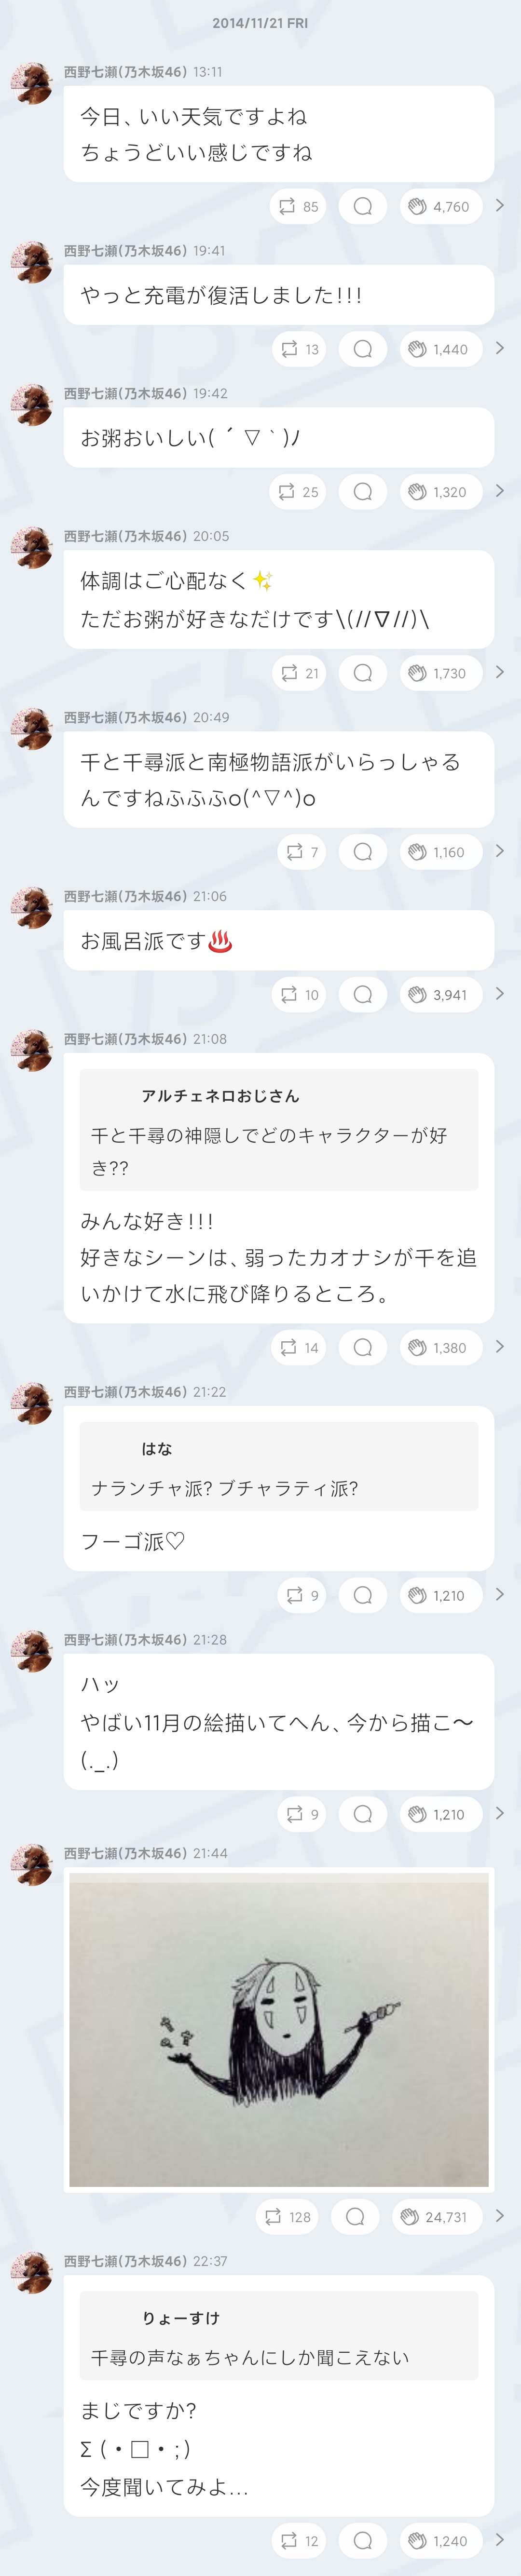 2014/11/21 FRI
西野七瀬(乃木坂46) 13:11
今日、いい天気ですよね
ちょうどいい感じですね
85
4,760
西野七瀬(乃木坂46) 19:41
やっと充電が復活しました!!!
13
1,440
西野七瀬(乃木坂46) 19:42
お粥おいしい( ´ ▽ ` )ﾉ
25
1,320
西野七瀬(乃木坂46) 20:05
体調はご心配なく✨
ただお粥が好きなだけです\(//∇//)\
21
1,730
西野七瀬(乃木坂46) 20:49
千と千尋派と南極物語派がいらっしゃる
んですねふふふo(^▽^)o
7
1,160
西野七瀬(乃木坂46) 21:06
お風呂派です♨️
10
3,941
西野七瀬(乃木坂46) 21:08
アルチェネロおじさん
千と千尋の神隠しでどのキャラクターが好
き??
みんな好き!!!
好きなシーンは、弱ったカオナシが千を追
いかけて水に飛び降りるところ。
14
1,380
西野七瀬(乃木坂46) 21:22
はな
ナランチャ派? ブチャラティ派?
フーゴ派♡
9
1,210
西野七瀬(乃木坂46) 21:28
ハッ
やばい11月の絵描いてへん、今から描こ〜
(._.)
9
1,210
西野七瀬(乃木坂46) 21:44
128
24,731
西野七瀬(乃木坂46) 22:37
りょーすけ
千尋の声なぁちゃんにしか聞こえない
まじですか?
Σ (・□・;)
今度聞いてみよ...
12
1,240